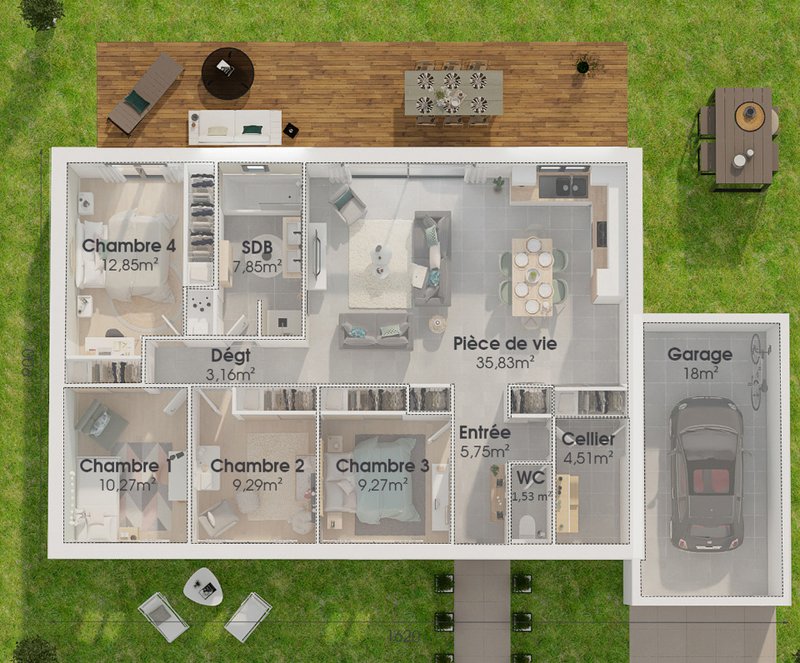 Chambre 4
12,85m²
SDB
7,85m²
Pièce de vie
35,83m²
Dégt
3,16m²
Garage
18m²
Chambre 1
10,27m²
Chambre 2
9,29m²
Chambre 3
9,27m²
Entrée
5,75m²
Cellier
4,51m²
WC
1,53 m²